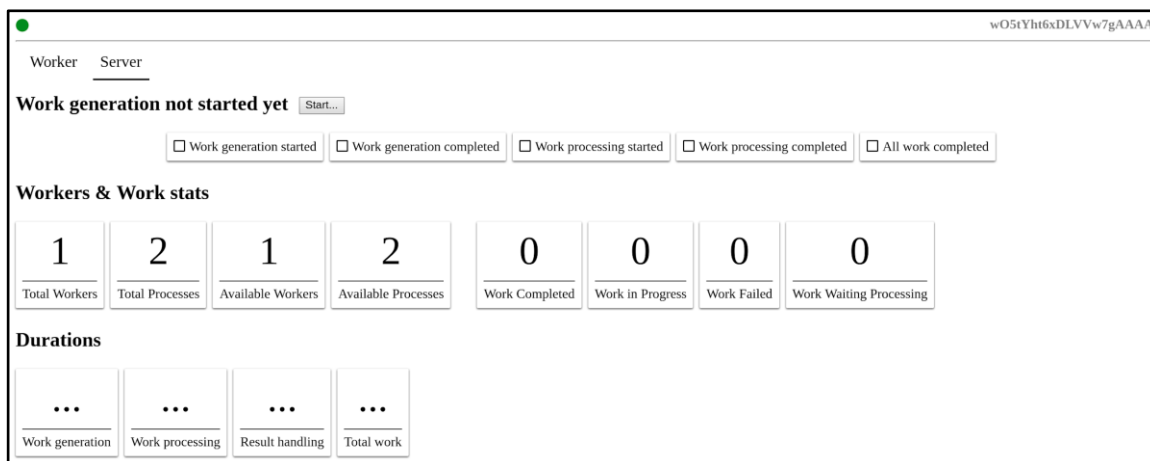 wO5tYht6xDLVVw7gAAAA
Worker Server
Work generation not started yet Start...
Work generation started Work generation completed Work processing started Work processing completed All work completed
Workers & Work stats
1 2 1 2 0 0 0 0
Total Workers Total Processes Available Workers Available Processes Work Completed Work in Progress Work Failed Work Waiting Processing
Durations
... ... ... ...
Work generation Work processing Result handling Total work